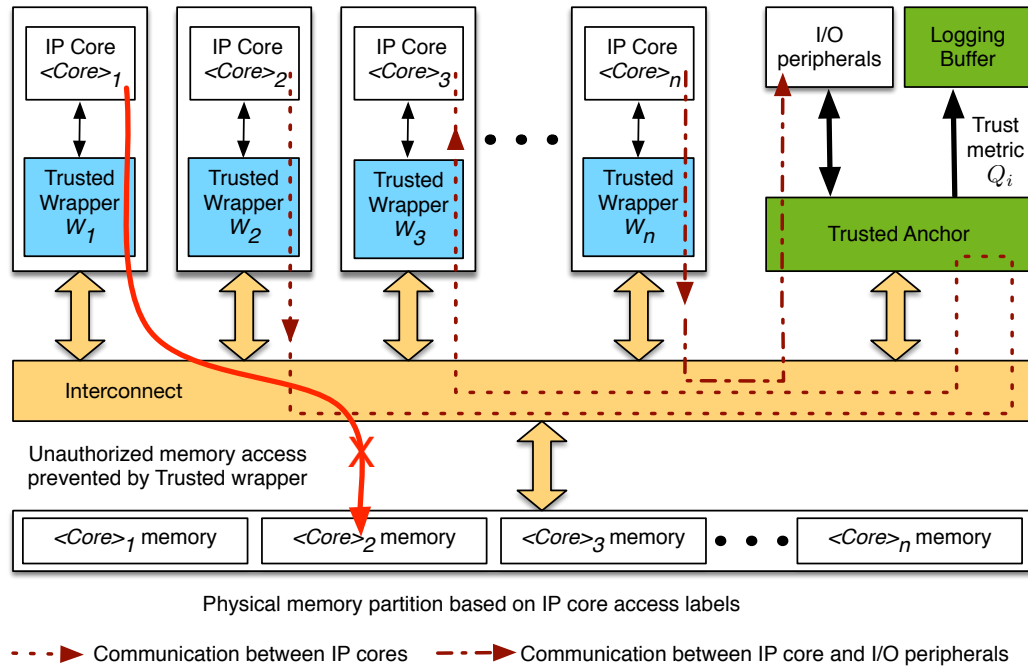 IP Core
<Core>1
IP Core
<Core>2
IP Core
<Core>3
IP Core
<Core>n
I/O
peripherals
Logging
Buffer
Trusted
Wrapper
W1
Trusted
Wrapper
W2
Trusted
Wrapper
W3
Trusted
Wrapper
Wn
Trust
metric
Qi
Trusted Anchor
Interconnect
Unauthorized memory access
prevented by Trusted wrapper
X
<Core>1 memory
<Core>2 memory
<Core>3 memory
<Core>n memory
Physical memory partition based on IP core access labels
Communication between IP cores
Communication between IP core and I/O peripherals